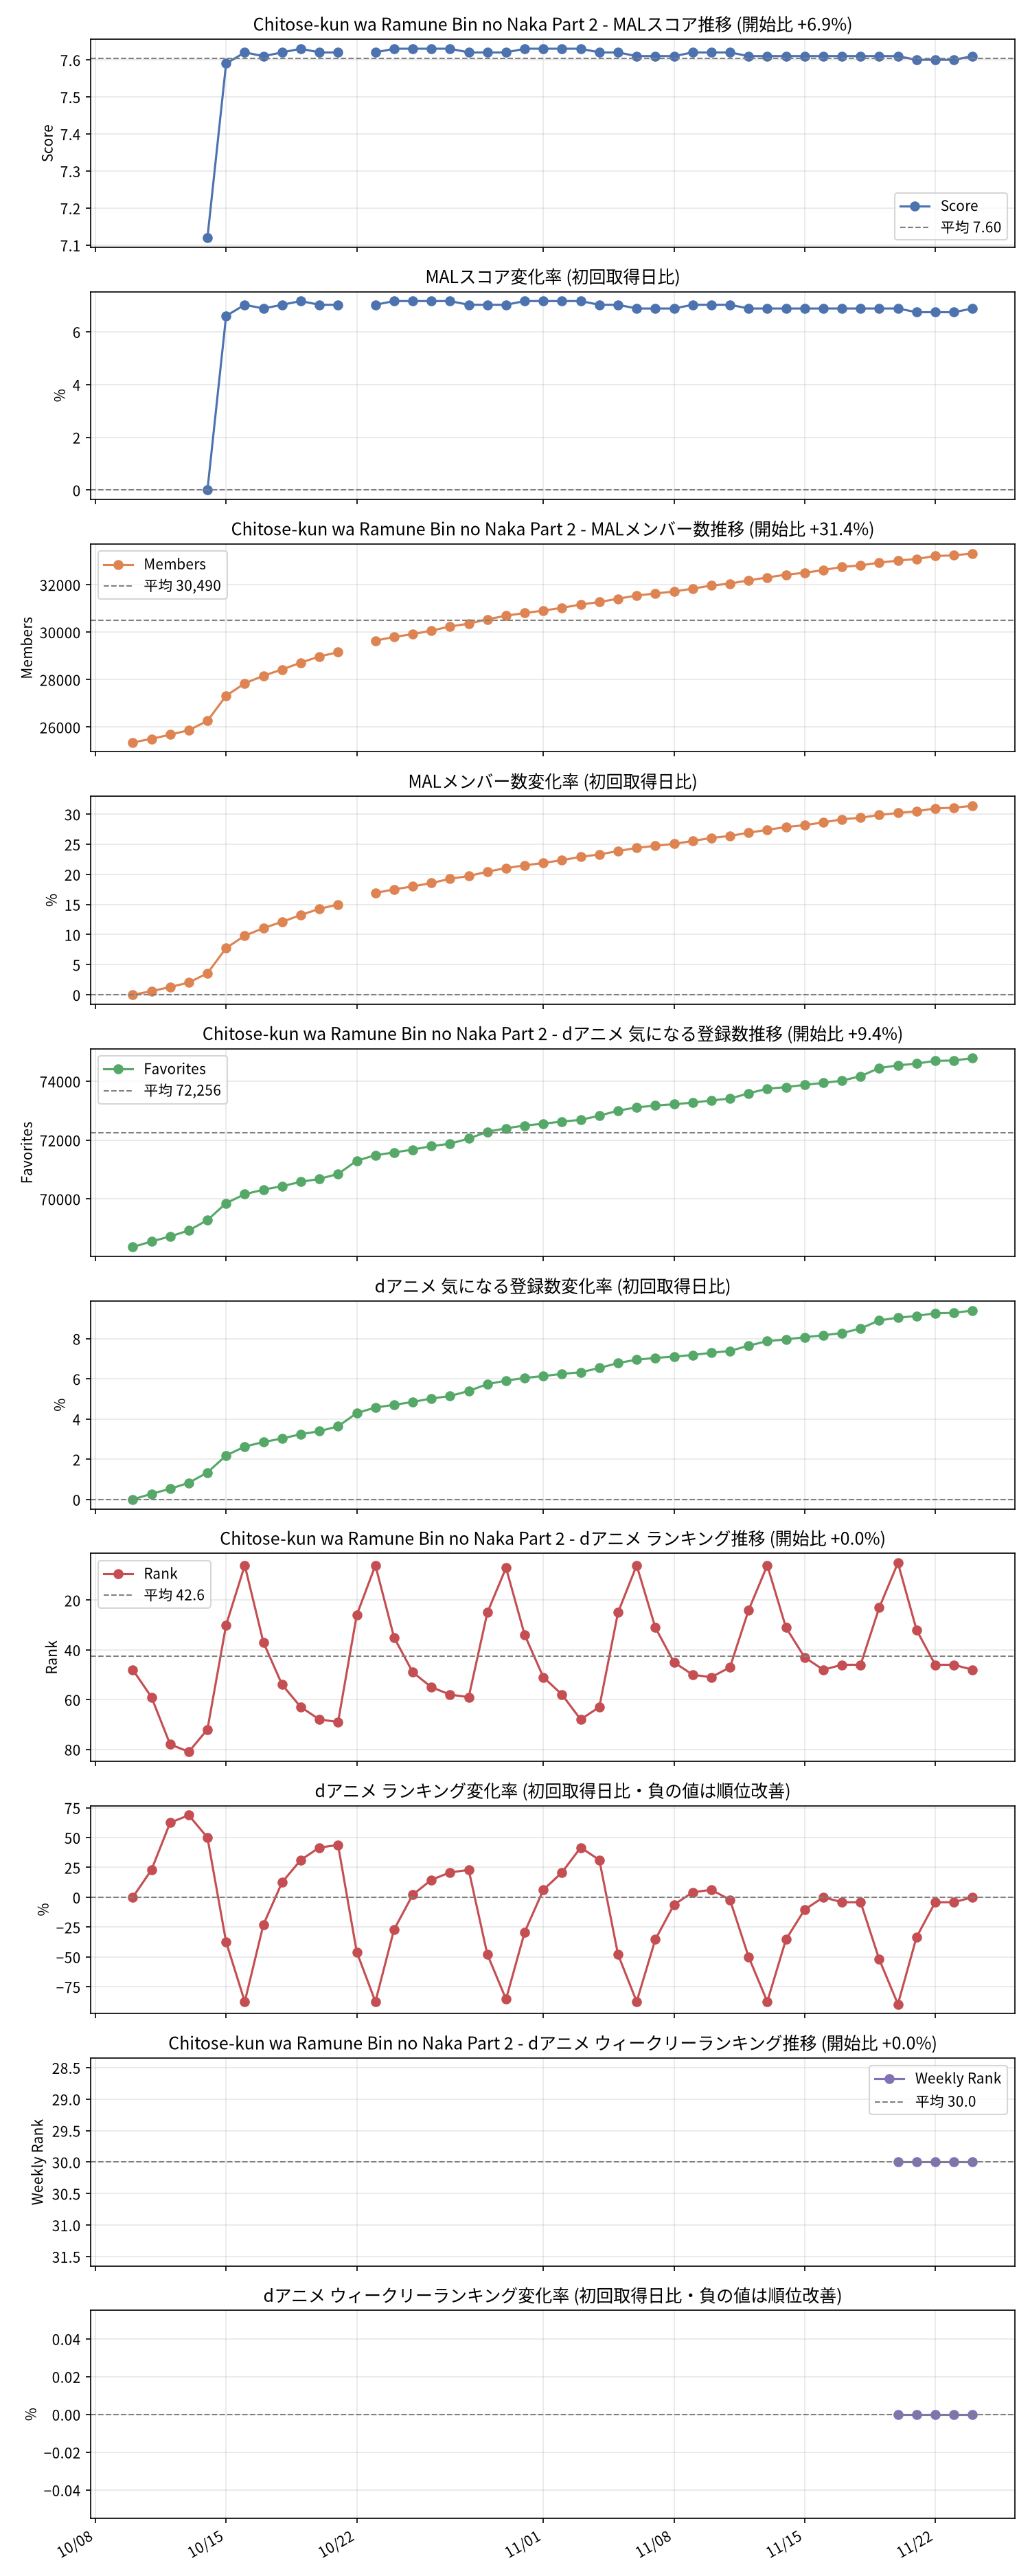 Chitose-kun wa Ramune Bin no Naka Part 2 - MALスコア推移 (開始比 +6.9%)
7.6
7.5
7.4
7.3
7.2
7.1
Score
Score
平均 7.60
MALスコア変化率 (初回取得日比)
6
4
2
0
%
Chitose-kun wa Ramune Bin no Naka Part 2 - MALメンバー数推移 (開始比 +31.4%)
Members
平均 30,490
32000
30000
28000
26000
Members
MALメンバー数変化率 (初回取得日比)
30
25
20
15
10
5
0
%
Chitose-kun wa Ramune Bin no Naka Part 2 - dアニメ 気になる登録数推移 (開始比 +9.4%)
Favorites
平均 72,256
74000
72000
70000
Favorites
dアニメ 気になる登録数変化率 (初回取得日比)
8
6
4
2
0
%
Chitose-kun wa Ramune Bin no Naka Part 2 - dアニメ ランキング推移 (開始比 +0.0%)
Rank
平均 42.6
20
40
60
80
Rank
dアニメ ランキング変化率 (初回取得日比・負の値は順位改善)
75
50
25
0
−25
−50
−75
%
Chitose-kun wa Ramune Bin no Naka Part 2 - dアニメ ウィークリーランキング推移 (開始比 +0.0%)
Weekly Rank
平均 30.0
28.5
29.0
29.5
30.0
30.5
31.0
31.5
Weekly Rank
dアニメ ウィークリーランキング変化率 (初回取得日比・負の値は順位改善)
0.04
0.02
0.00
−0.02
−0.04
%
10/08
10/15
10/22
11/01
11/08
11/15
11/22